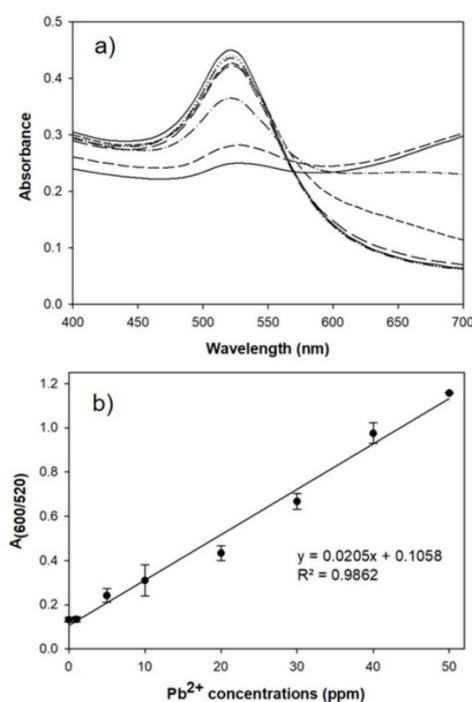 a)
Absorbance
0.5
0.4
0.3
0.2
0.1
0.0
400 450 500 550 600 650 700
Wavelength (nm)
b)
A(600/520)
1.4
1.2
1.0
0.8
0.6
0.4
0.2
0.0
y = 0.0205x + 0.1058
R² = 0.9862
0 10 20 30 40 50
Pb2+ concentrations (ppm)